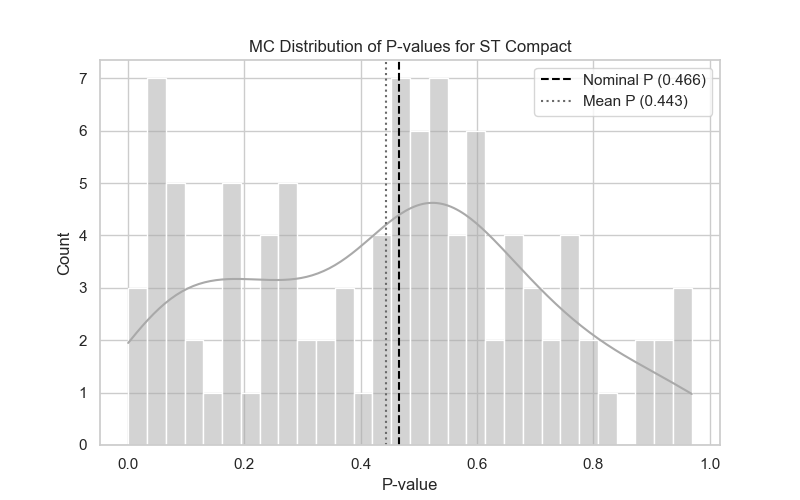 MC Distribution of P-values for ST Compact
Nominal P (0.466)
Mean P (0.443)
7
6
5
4
3
2
1
0
Count
0.0 0.2 0.4 0.6 0.8 1.0
P-value